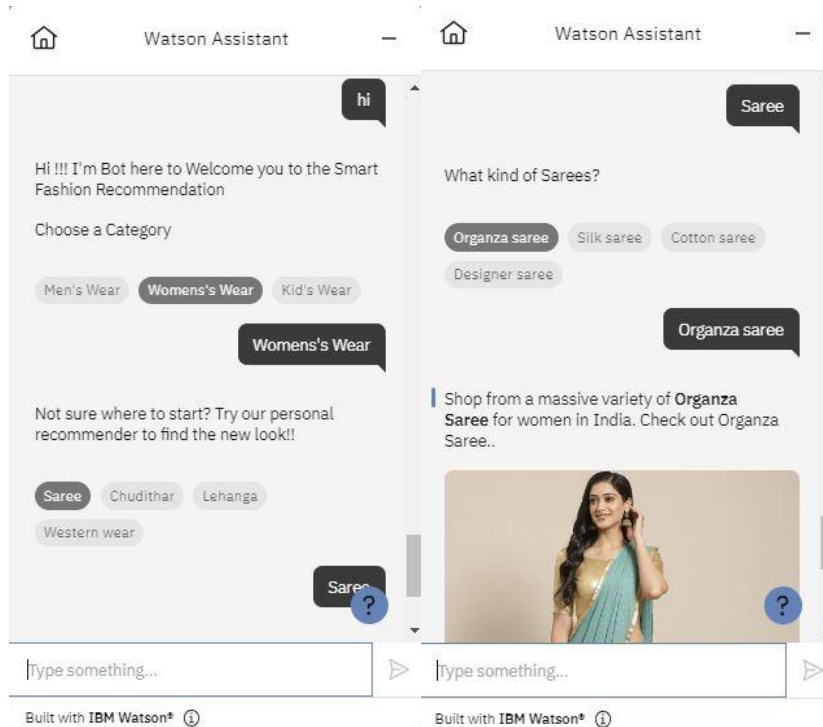 Watson Assistant
hi
Hi !!! I'm Bot here to Welcome you to the Smart
Fashion Recommendation
Choose a Category
Men's Wear Womens's Wear Kid's Wear
Womens's Wear
Not sure where to start? Try our personal
recommender to find the new look!!
Saree Chudithar Lehanga
Western wear
Saree
?
Type something...
Built with IBM Watson®
Watson Assistant
Saree
What kind of Sarees?
Organza saree Silk saree Cotton saree
Designer saree
Organza saree
Shop from a massive variety of Organza
Saree for women in India. Check out Organza
Saree..
?
Type something...
Built with IBM Watson®